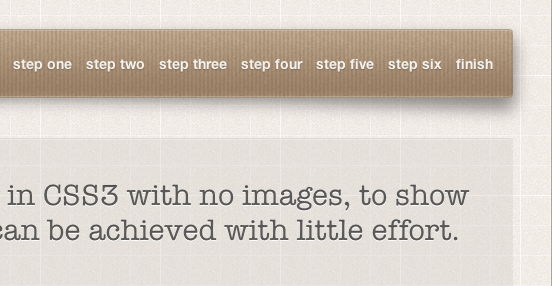 step one step two step three step four step five step six finish
in CSS3 with no images, to show
can be achieved with little effort.